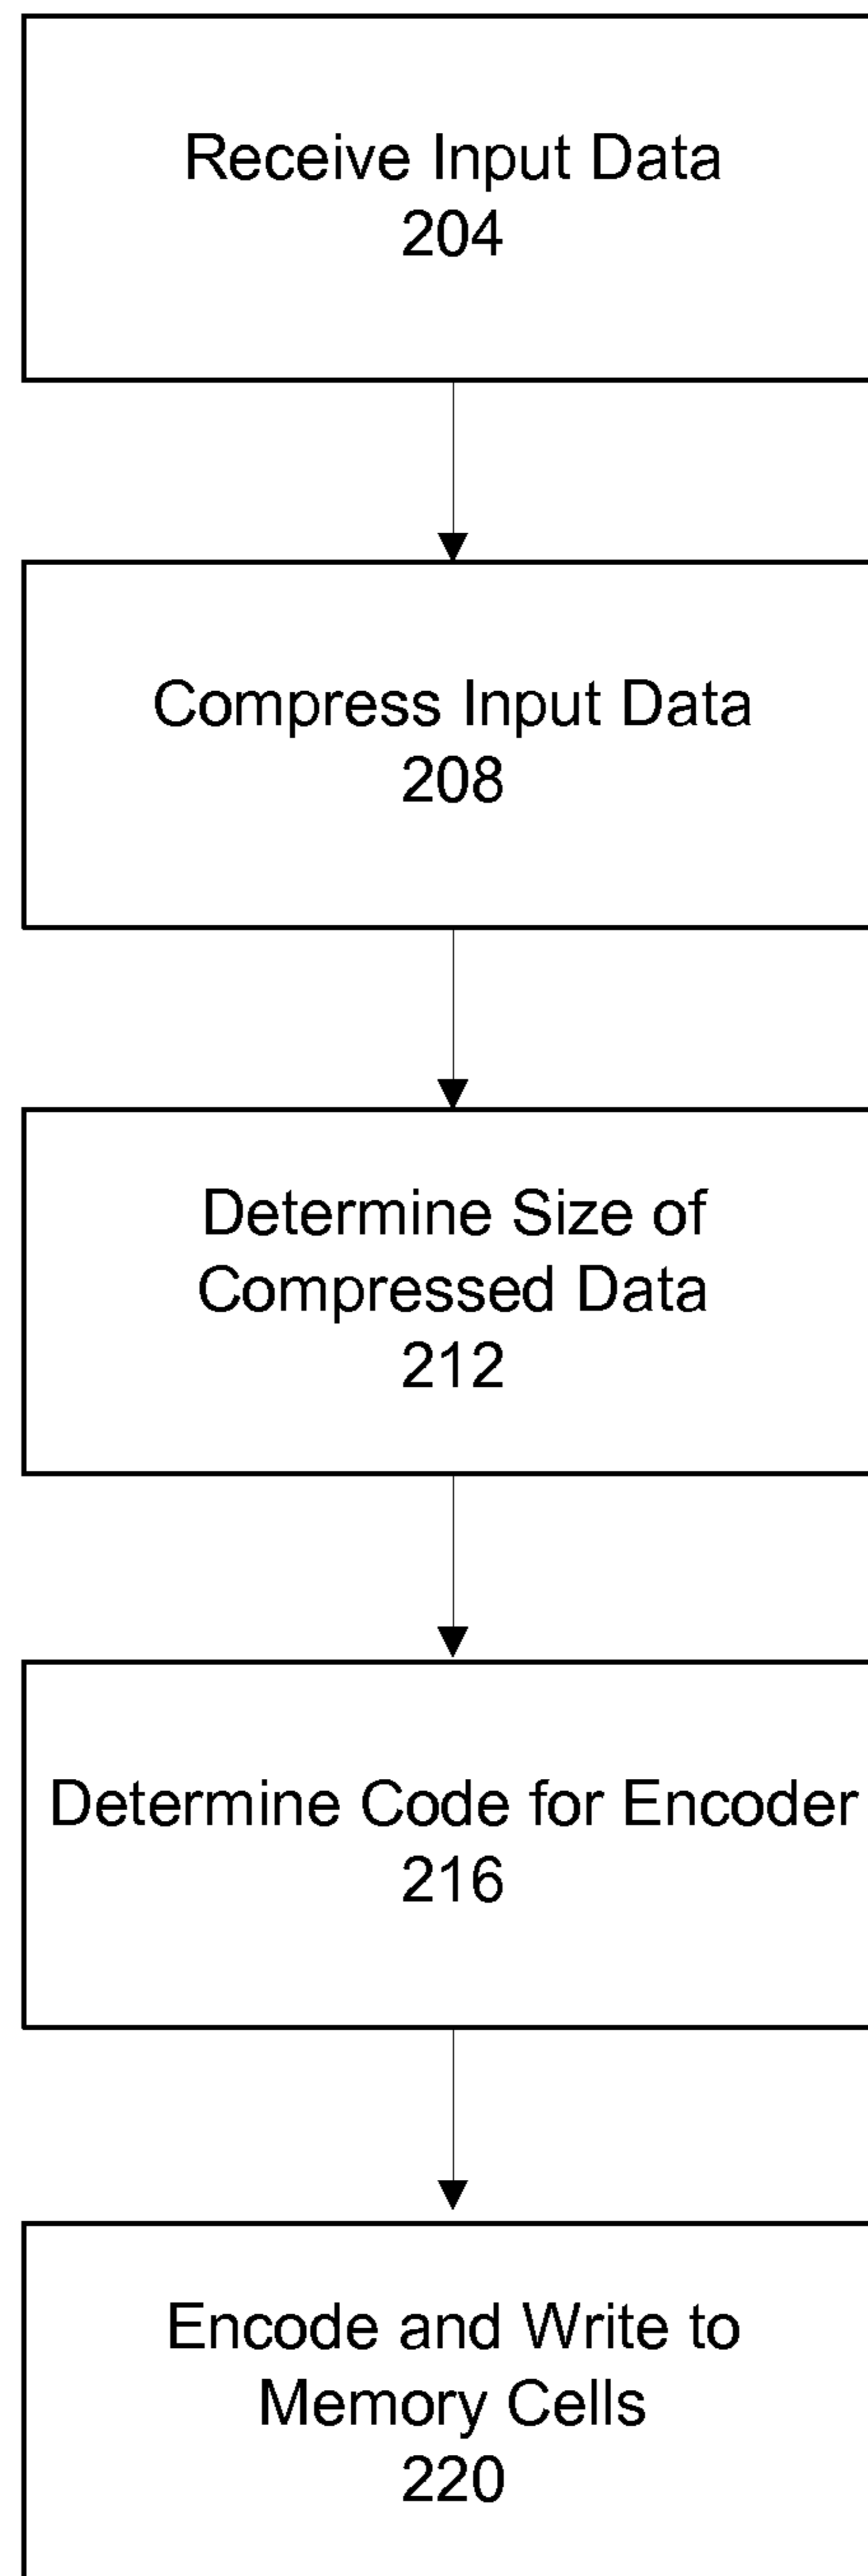 Receive Input Data
204
Compress Input Data
208
Determine Size of
Compressed Data
212
Determine Code for Encoder
216
Encode and Write to
Memory Cells
220